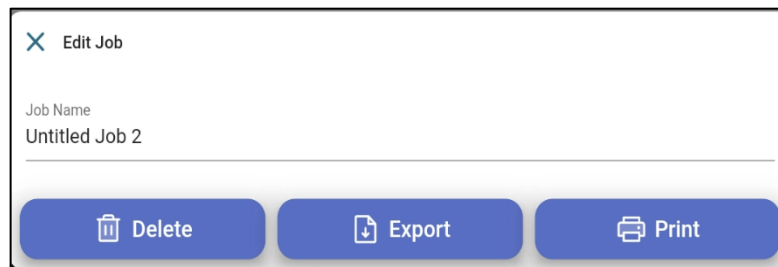 Edit Job
Job Name
Untitled Job 2
Delete Export Print